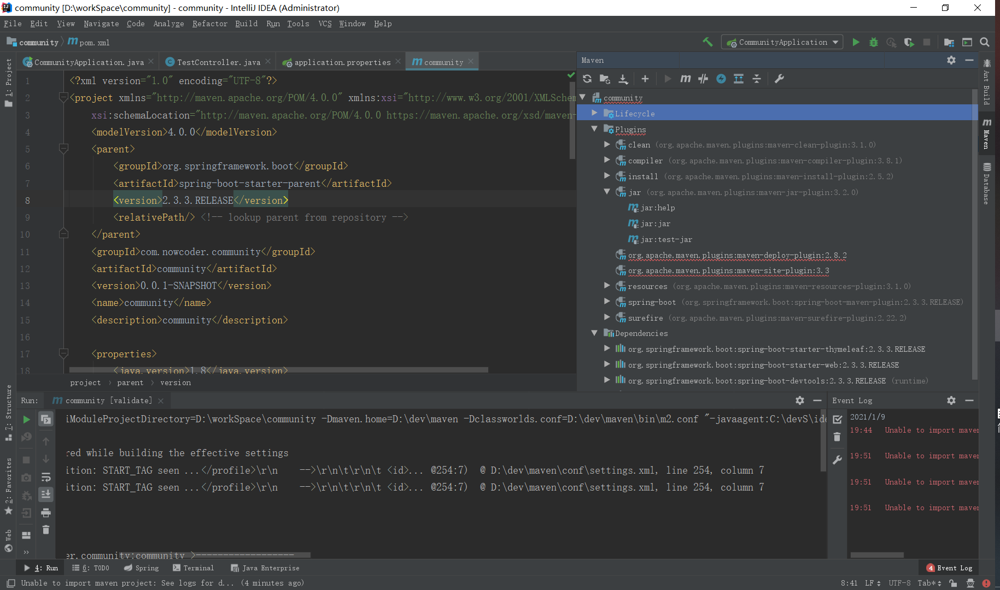 community [D:\workSpace\community] - community - IntelliJ IDEA (Administrator)
File Edit View Navigate Code Analyze Refactor Build Run Tools VCS Window Help
community pom.xml
CommunityApplication
CommunityApplication.java
TestController.java
application.properties
community
1 <?xml version="1.0" encoding="UTF-8"?>
2 <project xmlns="http://maven.apache.org/POM/4.0.0" xmlns:xsi="http://www.w3.org/2001/XMLSchem
3 xsi:schemaLocation="http://maven.apache.org/POM/4.0.0 https://maven.apache.org/xsd/maven-
4 <modelVersion>4.0.0</modelVersion>
5 <parent>
6 <groupId>org.springframework.boot</groupId>
7 <artifactId>spring-boot-starter-parent</artifactId>
8 <version>2.3.3.RELEASE</version>
9 <relativePath/> <!-- lookup parent from repository -->
10 </parent>
11 <groupId>com.nowcoder.community</groupId>
12 <artifactId>community</artifactId>
13 <version>0.0.1-SNAPSHOT</version>
14 <name>community</name>
15 <description>community</description>
16
17 <properties>
18 <java.version>1.8</java.version>
project › parent › version
1: Project
7: Structure
2: Favorites
Web
Maven
community
Lifecycle
Plugins
clean (org.apache.maven.plugins:maven-clean-plugin:3.1.0)
compiler (org.apache.maven.plugins:maven-compiler-plugin:3.8.1)
install (org.apache.maven.plugins:maven-install-plugin:2.5.2)
jar (org.apache.maven.plugins:maven-jar-plugin:3.2.0)
jar:help
jar:jar
jar:test-jar
org.apache.maven.plugins:maven-deploy-plugin:2.8.2
org.apache.maven.plugins:maven-site-plugin:3.3
resources (org.apache.maven.plugins:maven-resources-plugin:3.1.0)
spring-boot (org.springframework.boot:spring-boot-maven-plugin:2.3.3.RELEASE)
surefire (org.apache.maven.plugins:maven-surefire-plugin:2.22.2)
Dependencies
org.springframework.boot:spring-boot-starter-thymeleaf:2.3.3.RELEASE
org.springframework.boot:spring-boot-starter-web:2.3.3.RELEASE
org.springframework.boot:spring-boot-devtools:2.3.3.RELEASE (runtime)
Ant Build
Maven
Database
Run: community [validate]
iModuleProjectDirectory=D:\workSpace\community -Dmaven.home=D:\dev\maven -Dclassworlds.conf=D:\dev\maven\bin\m2.conf "-javaagent:C:\devS\ide
red while building the effective settings
ition: START_TAG seen ...</profile>\r\n    -->\r\n\t\r\n\t <id>... @254:7)  @ D:\dev\maven\conf\settings.xml, line 254, column 7
ition: START_TAG seen ...</profile>\r\n    -->\r\n\t\r\n\t <id>... @254:7)  @ D:\dev\maven\conf\settings.xml, line 254, column 7
er.community:community >------------------
Event Log
2021/1/9
19:44 Unable to import maven
19:51 Unable to import maven
19:51 Unable to import maven
19:51 Unable to import maven
4: Run
6: TODO
Spring
Terminal
Java Enterprise
4 Event Log
Unable to import maven project: See logs for d... (4 minutes ago)
8:41 LF UTF-8 Tab*